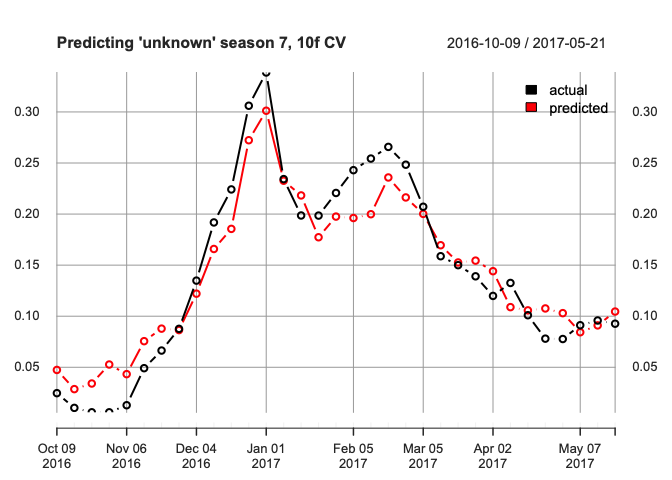 Predicting 'unknown' season 7, 10f CV
2016-10-09 / 2017-05-21
actual
predicted
0.30 0.30
0.25 0.25
0.20 0.20
0.15 0.15
0.10 0.10
0.05 0.05
Oct 09 Nov 06 Dec 04 Jan 01 Feb 05 Mar 05 Apr 02 May 07
2016 2016 2016 2017 2017 2017 2017 2017